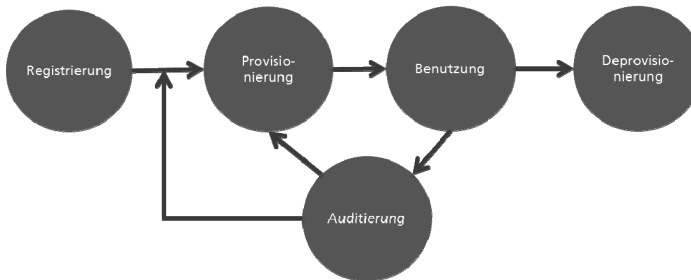 Registrierung
Provisio-
nierung
Benutzung
Deprovisio-
nierung
Auditierung